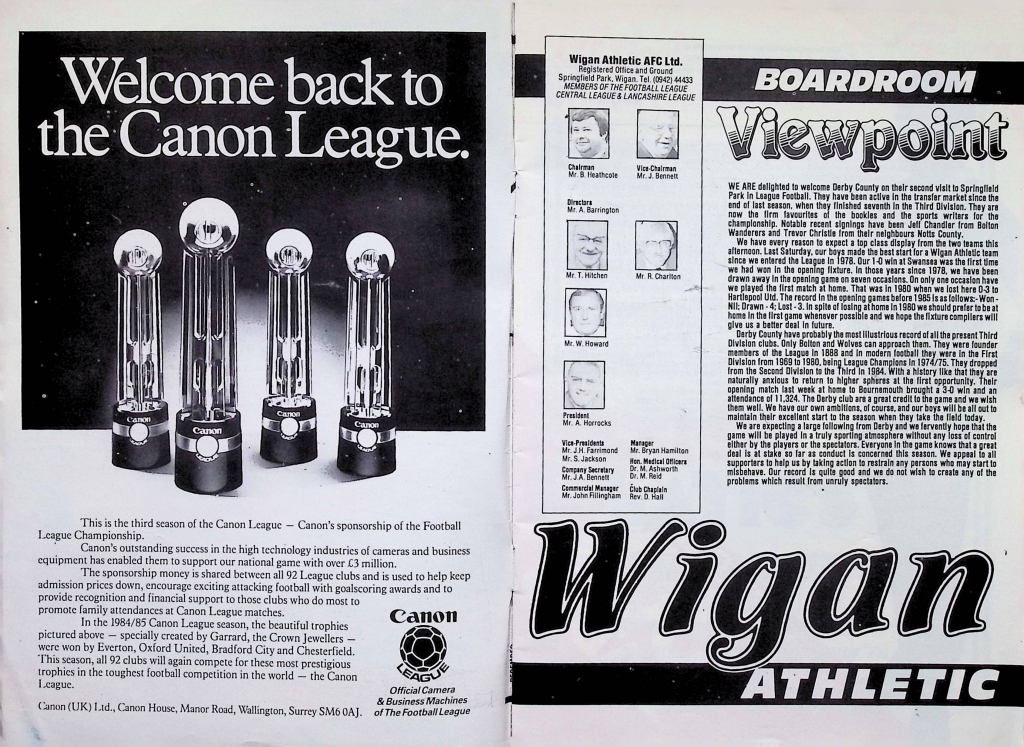 Welcome back to
the Canon League.
Canon
Canon
Canon
Canon
This is the third season of the Canon League — Canon's sponsorship of the Football
League Championship.
Canon's outstanding success in the high technology industries of cameras and business
equipment has enabled them to support our national game with over £3 million.
The sponsorship money is shared between all 92 League clubs and is used to help keep
admission prices down, encourage exciting attacking football with goalscoring awards and to
provide recognition and financial support to those clubs who do most to
promote family attendances at Canon League matches.
In the 1984/85 Canon League season, the beautiful trophies
pictured above — specially created by Garrard, the Crown Jewellers —
were won by Everton, Oxford United, Bradford City and Chesterfield.
This season, all 92 clubs will again compete for these most prestigious
trophies in the toughest football competition in the world — the Canon
League.
Canon (UK) Ltd., Canon House, Manor Road, Wallington, Surrey SM6 0AJ.
Canon
LEAGUE
Official Camera
& Business Machines
of The Football League
Wigan Athletic AFC Ltd.
Registered Office and Ground
Springfield Park, Wigan. Tel. (0942) 44433
MEMBERS OF THE FOOTBALL LEAGUE
CENTRAL LEAGUE & LANCASHIRE LEAGUE
Chairman
Mr. B. Heathcote
Vice-Chairman
Mr. J. Bennett
Directors
Mr. A. Barrington
Mr. T. Hitchen
Mr. R. Charlton
Mr. W. Howard
President
Mr. A. Horrocks
Vice-Presidents
Mr. J.H. Farrimond
Mr. S. Jackson
Company Secretary
Mr. J.A. Bennett
Commercial Manager
Mr. John Fillingham
Manager
Mr. Bryan Hamilton
Hon. Medical Officers
Dr. M. Ashworth
Dr. M. Reid
Club Chaplain
Rev. D. Hall
BOARDROOM
Viewpoint
WE ARE delighted to welcome Derby County on their second visit to Springfield
Park in League Football. They have been active in the transfer market since the
end of last season, when they finished seventh in the Third Division. They are
now the firm favourites of the bookies and the sports writers for the
championship. Notable recent signings have been Jeff Chandler from Bolton
Wanderers and Trevor Christie from their neighbours Notts County.
We have every reason to expect a top class display from the two teams this
afternoon. Last Saturday, our boys made the best start for a Wigan Athletic team
since we entered the League in 1978. Our 1-0 win at Swansea was the first time
we had won in the opening fixture. In those years since 1978, we have been
drawn away in the opening game on seven occasions. On only one occasion have
we played the first match at home. That was in 1980 when we lost here 0-3 to
Hartlepool Utd. The record in the opening games before 1985 is as follows:- Won -
Nil; Drawn - 4; Lost - 3. In spite of losing at home in 1980 we should prefer to be at
home in the first game whenever possible and we hope the fixture compilers will
give us a better deal in future.
Derby County have probably the most illustrious record of all the present Third
Division clubs. Only Bolton and Wolves can approach them. They were founder
members of the League in 1888 and in modern football they were in the First
Division from 1969 to 1980, being League Champions in 1974/75. They dropped
from the Second Division to the Third in 1984. With a history like that they are
naturally anxious to return to higher spheres at the first opportunity. Their
opening match last week at home to Bournemouth brought a 3-0 win and an
attendance of 11,324. The Derby club are a great credit to the game and we wish
them well. We have our own ambitions, of course, and our boys will be all out to
maintain their excellent start to the season when they take the field today.
We are expecting a large following from Derby and we fervently hope that the
game will be played in a truly sporting atmosphere without any loss of control
either by the players or the spectators. Everyone in the game knows that a great
deal is at stake so far as conduct is concerned this season. We appeal to all
supporters to help us by taking action to restrain any persons who may start to
misbehave. Our record is quite good and we do not wish to create any of the
problems which result from unruly spectators.
Wigan
ATHLETIC